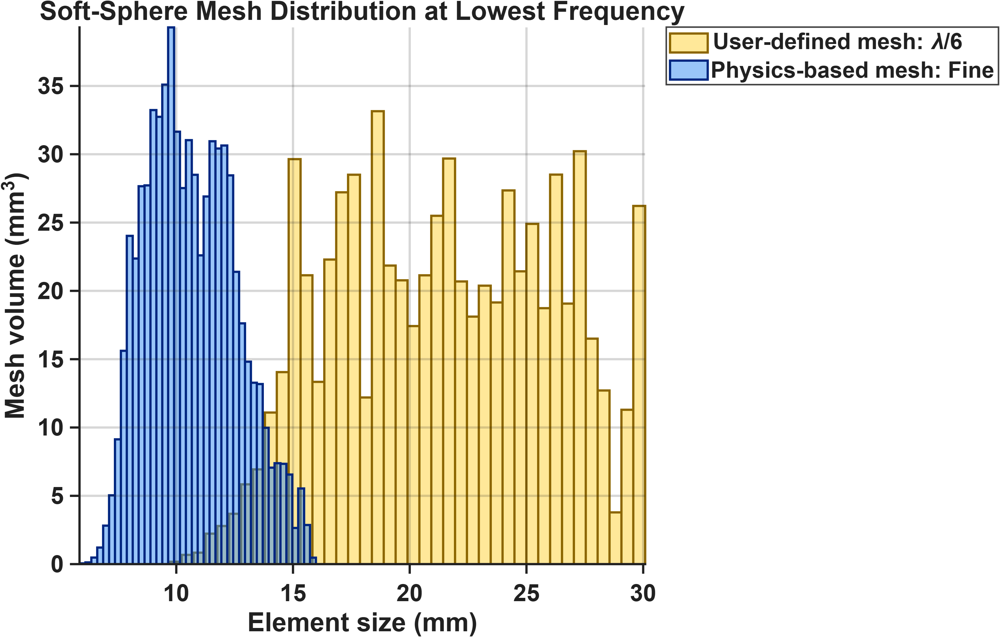 Soft-Sphere Mesh Distribution at Lowest Frequency
User-defined mesh: λ/6
Physics-based mesh: Fine
Mesh volume (mm³)
35
30
25
20
15
10
5
0
10 15 20 25 30
Element size (mm)